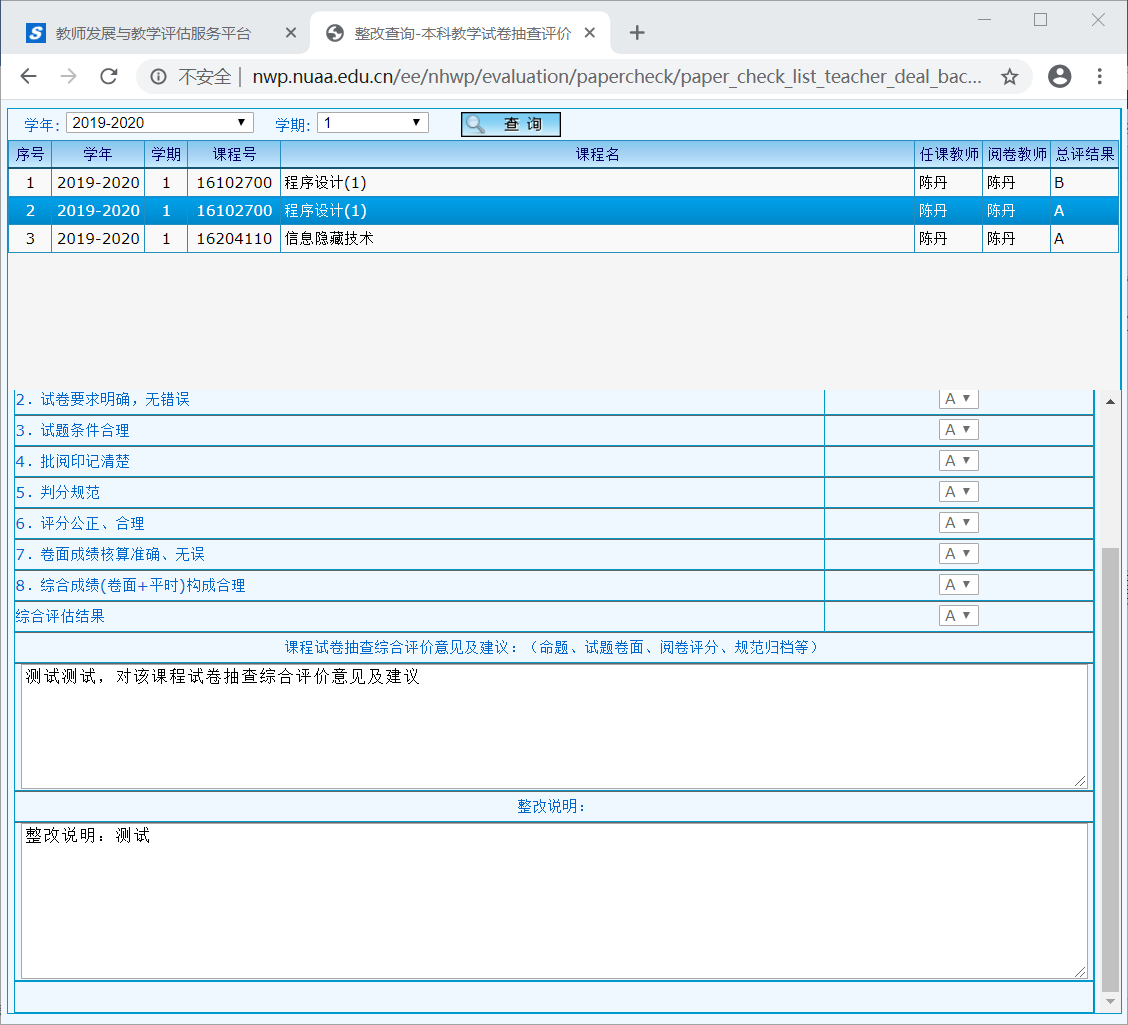 教师发展与教学评估服务平台
整改查询-本科教学试卷抽查评价
不安全 | nwp.nuaa.edu.cn/ee/nhwp/evaluation/papercheck/paper_check_list_teacher_deal_bac...
学年: 2019-2020 学期: 1 查 询
序号 学年 学期 课程号 课程名 任课教师 阅卷教师 总评结果
1 2019-2020 1 16102700 程序设计(1) 陈丹 陈丹 B
2 2019-2020 1 16102700 程序设计(1) 陈丹 陈丹 A
3 2019-2020 1 16204110 信息隐藏技术 陈丹 陈丹 A
2. 试卷要求明确，无错误 A
3. 试题条件合理 A
4. 批阅印记清楚 A
5. 判分规范 A
6. 评分公正、合理 A
7. 卷面成绩核算准确、无误 A
8. 综合成绩(卷面+平时)构成合理 A
综合评估结果 A
课程试卷抽查综合评价意见及建议：（命题、试题卷面、阅卷评分、规范归档等）
测试测试，对该课程试卷抽查综合评价意见及建议
整改说明：
整改说明：测试